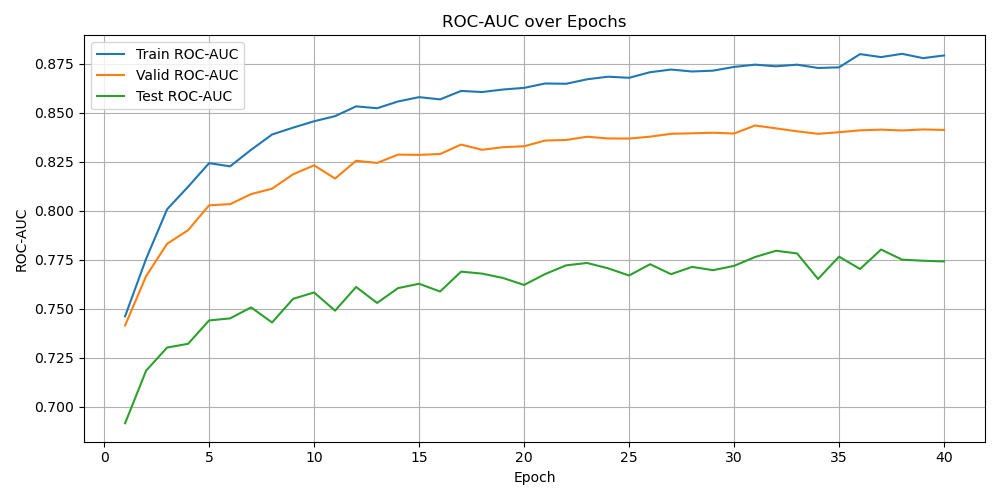 ROC-AUC over Epochs
Train ROC-AUC
Valid ROC-AUC
Test ROC-AUC
ROC-AUC
0.875
0.850
0.825
0.800
0.775
0.750
0.725
0.700
0 5 10 15 20 25 30 35 40
Epoch